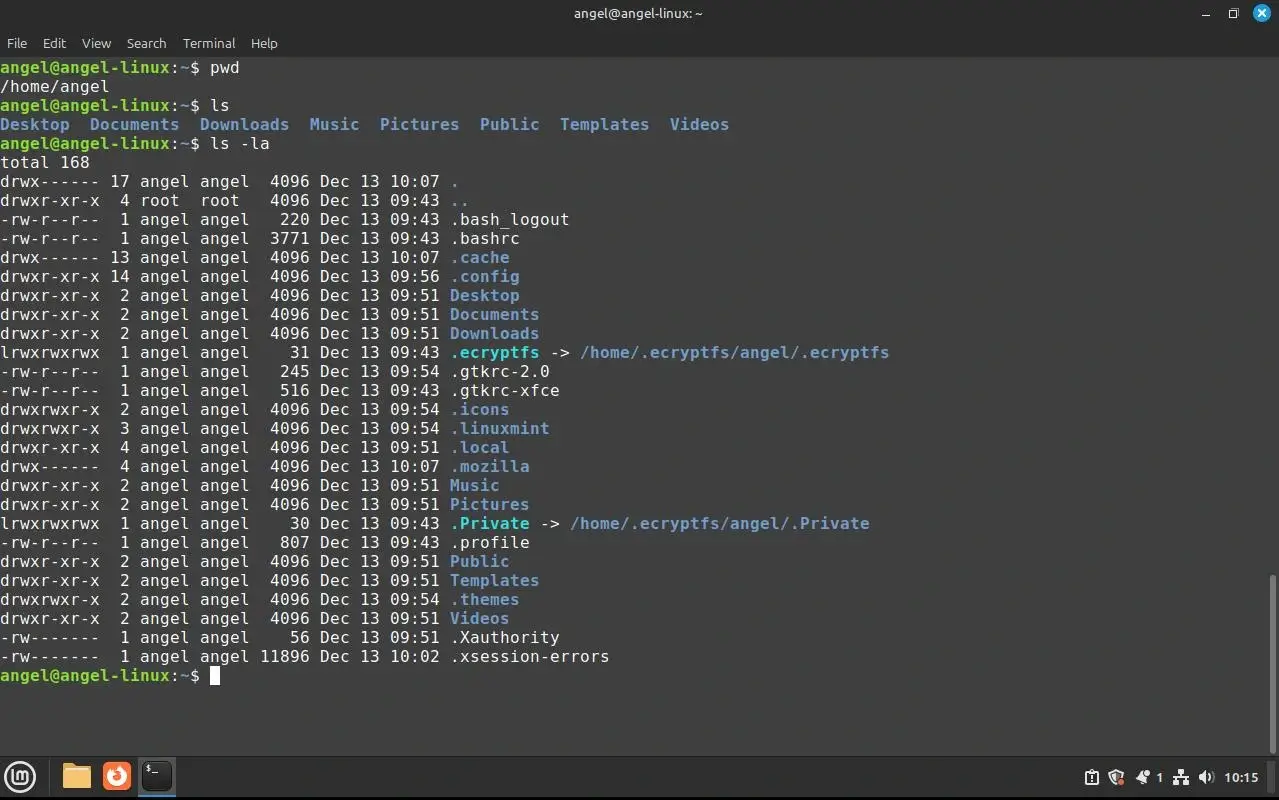 angel@angel-linux: ~
File Edit View Search Terminal Help
angel@angel-linux:~$ pwd
/home/angel
angel@angel-linux:~$ ls
Desktop  Documents  Downloads  Music  Pictures  Public  Templates  Videos
angel@angel-linux:~$ ls -la
total 168
drwx------ 17 angel angel  4096 Dec 13 10:07 .
drwxr-xr-x  4 root  root   4096 Dec 13 09:43 ..
-rw-r--r--  1 angel angel   220 Dec 13 09:43 .bash_logout
-rw-r--r--  1 angel angel  3771 Dec 13 09:43 .bashrc
drwx------ 13 angel angel  4096 Dec 13 10:07 .cache
drwxr-xr-x 14 angel angel  4096 Dec 13 09:56 .config
drwxr-xr-x  2 angel angel  4096 Dec 13 09:51 Desktop
drwxr-xr-x  2 angel angel  4096 Dec 13 09:51 Documents
drwxr-xr-x  2 angel angel  4096 Dec 13 09:51 Downloads
lrwxrwxrwx  1 angel angel    31 Dec 13 09:43 .ecryptfs -> /home/.ecryptfs/angel/.ecryptfs
-rw-r--r--  1 angel angel   245 Dec 13 09:54 .gtkrc-2.0
-rw-r--r--  1 angel angel   516 Dec 13 09:43 .gtkrc-xfce
drwxrwxr-x  2 angel angel  4096 Dec 13 09:54 .icons
drwxrwxr-x  3 angel angel  4096 Dec 13 09:54 .linuxmint
drwxr-xr-x  4 angel angel  4096 Dec 13 09:51 .local
drwx------  4 angel angel  4096 Dec 13 10:07 .mozilla
drwxr-xr-x  2 angel angel  4096 Dec 13 09:51 Music
drwxr-xr-x  2 angel angel  4096 Dec 13 09:51 Pictures
lrwxrwxrwx  1 angel angel    30 Dec 13 09:43 .Private -> /home/.ecryptfs/angel/.Private
-rw-r--r--  1 angel angel   807 Dec 13 09:43 .profile
drwxr-xr-x  2 angel angel  4096 Dec 13 09:51 Public
drwxr-xr-x  2 angel angel  4096 Dec 13 09:51 Templates
drwxrwxr-x  2 angel angel  4096 Dec 13 09:54 .themes
drwxr-xr-x  2 angel angel  4096 Dec 13 09:51 Videos
-rw-------  1 angel angel    56 Dec 13 09:51 .Xauthority
-rw-------  1 angel angel 11896 Dec 13 10:02 .xsession-errors
angel@angel-linux:~$
$_
1 10:15